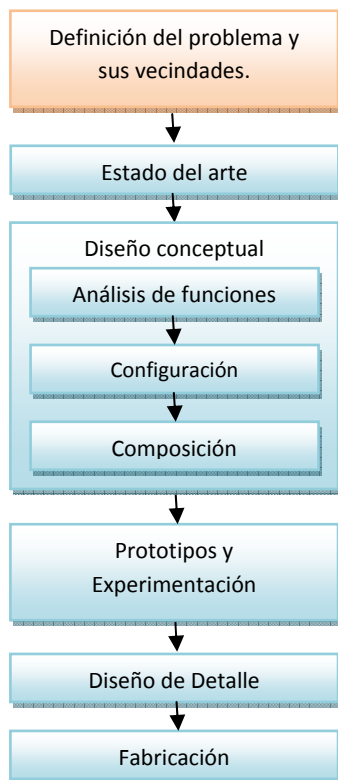 Definición del problema y
sus vecindades.
Estado del arte
Diseño conceptual
Análisis de funciones
Configuración
Composición
Prototipos y
Experimentación
Diseño de Detalle
Fabricación